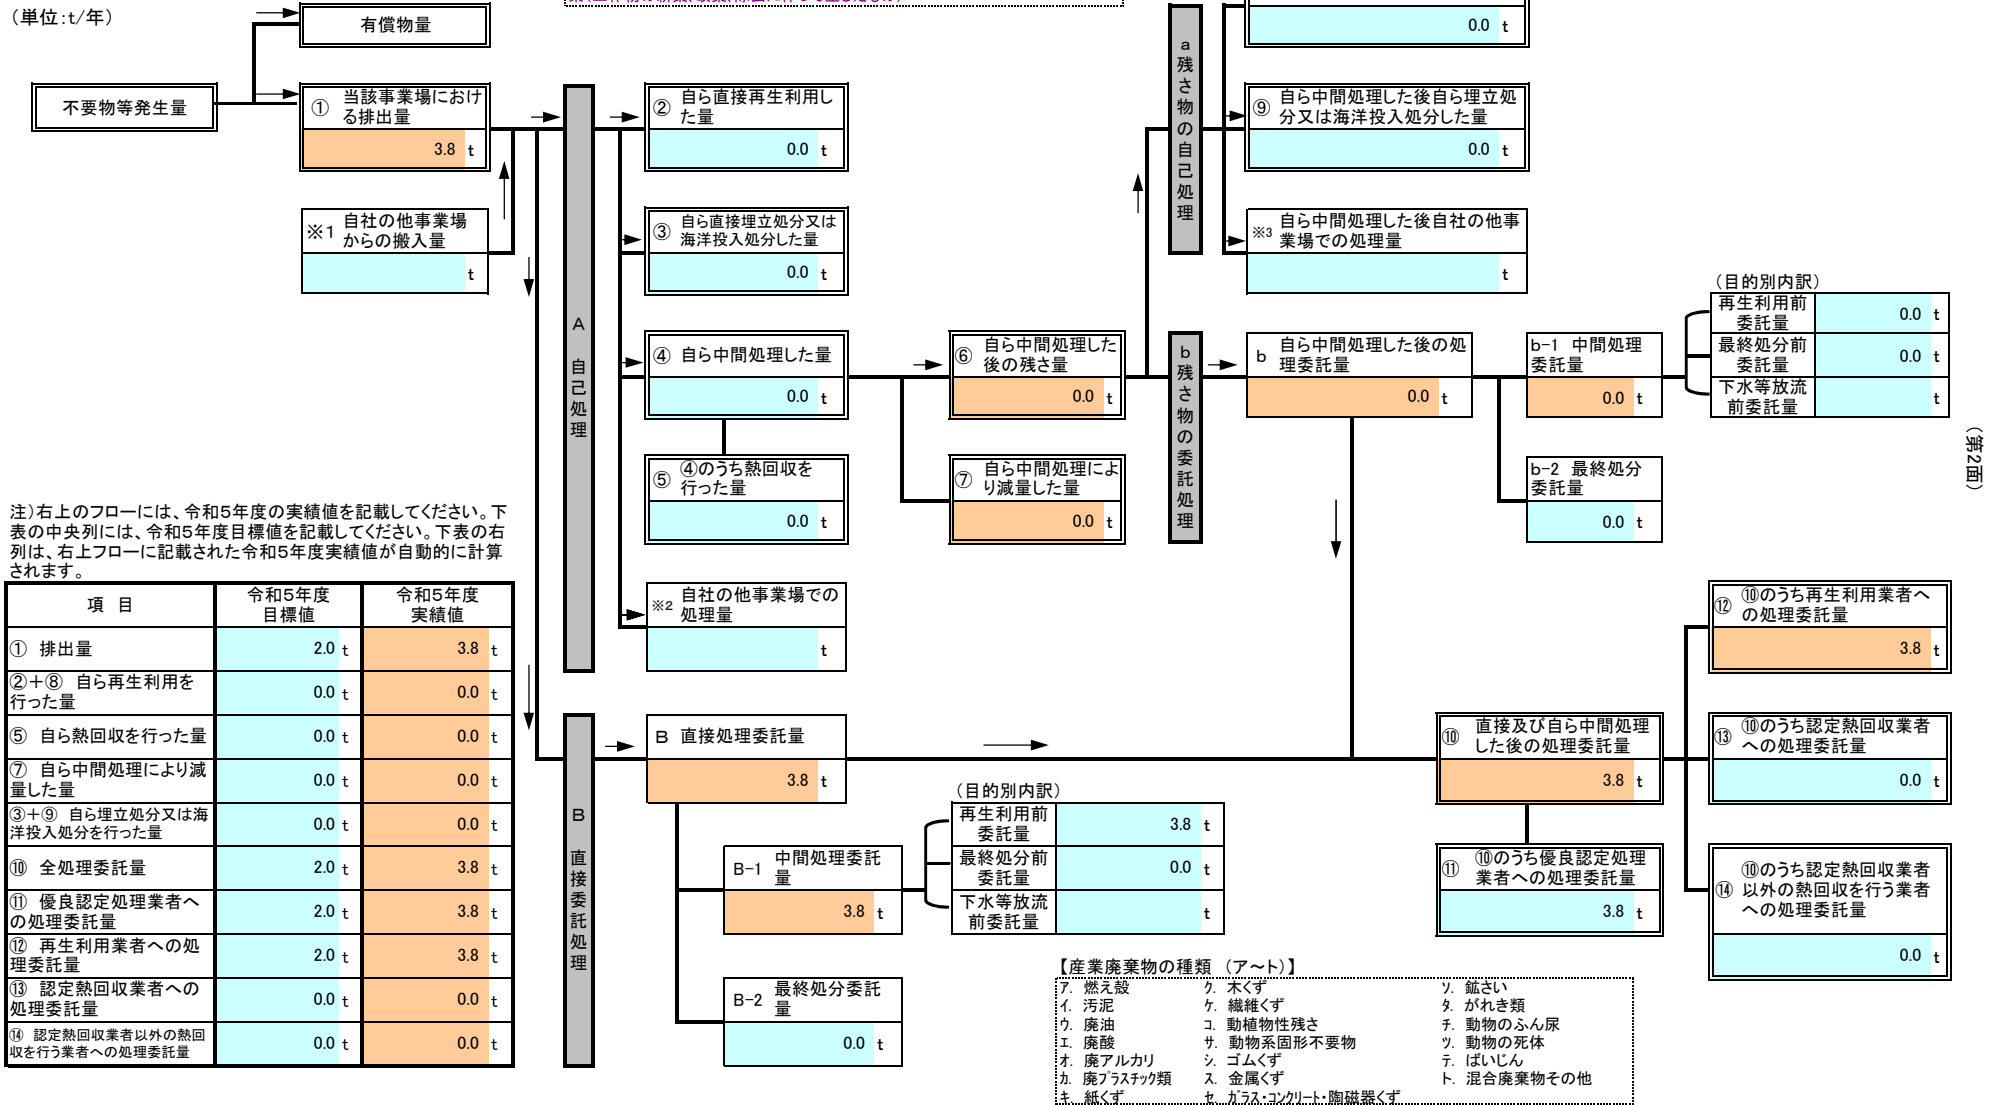 (単位:t/年)
有償物量
不要物等発生量
① 当該事業場におけ
る排出量
3.8 t
※1 自社の他事業場
からの搬入量
t
A 自己処理
② 自ら直接再生利用し
た量
0.0 t
③ 自ら直接埋立処分又は
海洋投入処分した量
0.0 t
④ 自ら中間処理した量
0.0 t
⑤ ④のうち熱回収を
行った量
0.0 t
※2 自社の他事業場での
処理量
t
⑥ 自ら中間処理した
後の残さ量
0.0 t
⑦ 自ら中間処理によ
り減量した量
0.0 t
a 残さ物の自己処理
0.0 t
⑨ 自ら中間処理した後自ら埋立処
分又は海洋投入処分した量
0.0 t
※3 自ら中間処理した後自社の他事
業場での処理量
t
b 残さ物の委託処理
b 自ら中間処理した後の処
理委託量
0.0 t
b-1 中間処理
委託量
0.0 t
b-2 最終処分
委託量
0.0 t
(目的別内訳)
再生利用前
委託量 0.0 t
最終処分前
委託量 0.0 t
下水等放流
前委託量 t
(第2面)
注)右上のフローには、令和5年度の実績値を記載してください。下
表の中央列には、令和5年度目標値を記載してください。下表の右
列は、右上フローに記載された令和5年度実績値が自動的に計算
されます。
項 目 令和5年度 令和5年度
目標値 実績値
① 排出量 2.0 t 3.8 t
②+⑧ 自ら再生利用を
行った量 0.0 t 0.0 t
⑤ 自ら熱回収を行った量 0.0 t 0.0 t
⑦ 自ら中間処理により減
量した量 0.0 t 0.0 t
③+⑨ 自ら埋立処分又は海
洋投入処分を行った量 0.0 t 0.0 t
⑩ 全処理委託量 2.0 t 3.8 t
⑪ 優良認定処理業者へ
の処理委託量 2.0 t 3.8 t
⑫ 再生利用業者への処
理委託量 2.0 t 3.8 t
⑬ 認定熱回収業者への
処理委託量 0.0 t 0.0 t
⑭ 認定熱回収業者以外の熱回
収を行う業者への処理委託量 0.0 t 0.0 t
B 直接委託処理
B 直接処理委託量
3.8 t
B-1 中間処理委託
量
3.8 t
B-2 最終処分委託
量
0.0 t
(目的別内訳)
再生利用前
委託量 3.8 t
最終処分前
委託量 0.0 t
下水等放流
前委託量 t
⑩ 直接及び自ら中間処理
した後の処理委託量
3.8 t
⑪ ⑩のうち優良認定処理
業者への処理委託量
3.8 t
⑫ ⑩のうち再生利用業者へ
の処理委託量
3.8 t
⑬ ⑩のうち認定熱回収業者
への処理委託量
0.0 t
⑭ ⑩のうち認定熱回収業者
以外の熱回収を行う業者
への処理委託量
0.0 t
【産業廃棄物の種類 (ア~ト)】
ア. 燃え殻 ク. 木くず ソ. 鉱さい
イ. 汚泥 ケ. 繊維くず タ. がれき類
ウ. 廃油 コ. 動植物性残さ チ. 動物のふん尿
エ. 廃酸 サ. 動物系固形不要物 ツ. 動物の死体
オ. 廃アルカリ シ. ゴムくず テ. ばいじん
カ. 廃プラスチック類 ス. 金属くず ト. 混合廃棄物その他
キ. 紙くず セ. ガラス・コンクリート・陶磁器くず